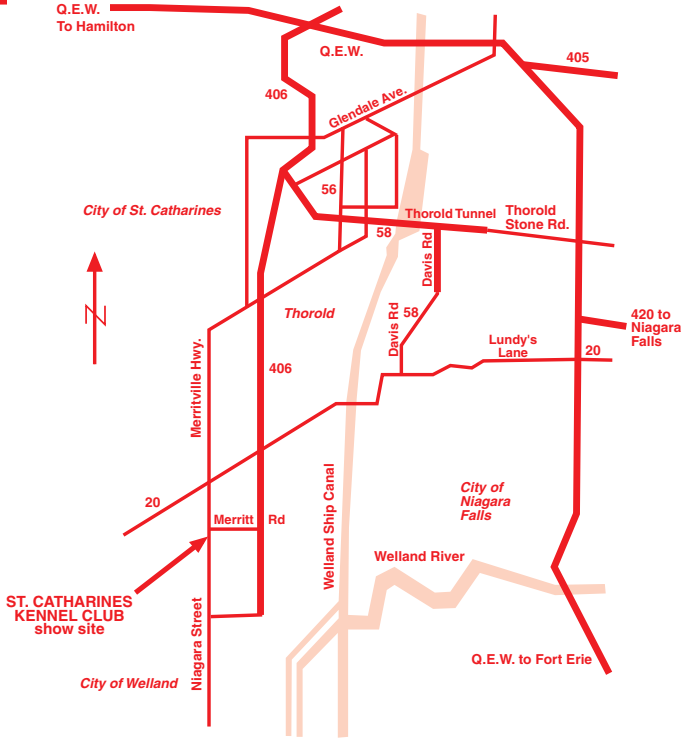 Q.E.W.
To Hamilton
Q.E.W.
405
406
Glendale Ave.
56
City of St. Catharines
Thorold Tunnel
Thorold
Stone Rd.
58
Davis Rd
N
Thorold
Davis Rd
58
420 to
Niagara
Falls
Lundy's
Lane
20
Merritville Hwy.
406
20
Welland Ship Canal
City of
Niagara
Falls
Merritt Rd
Welland River
ST. CATHARINES
KENNEL CLUB
show site
Niagara Street
City of Welland
Q.E.W. to Fort Erie